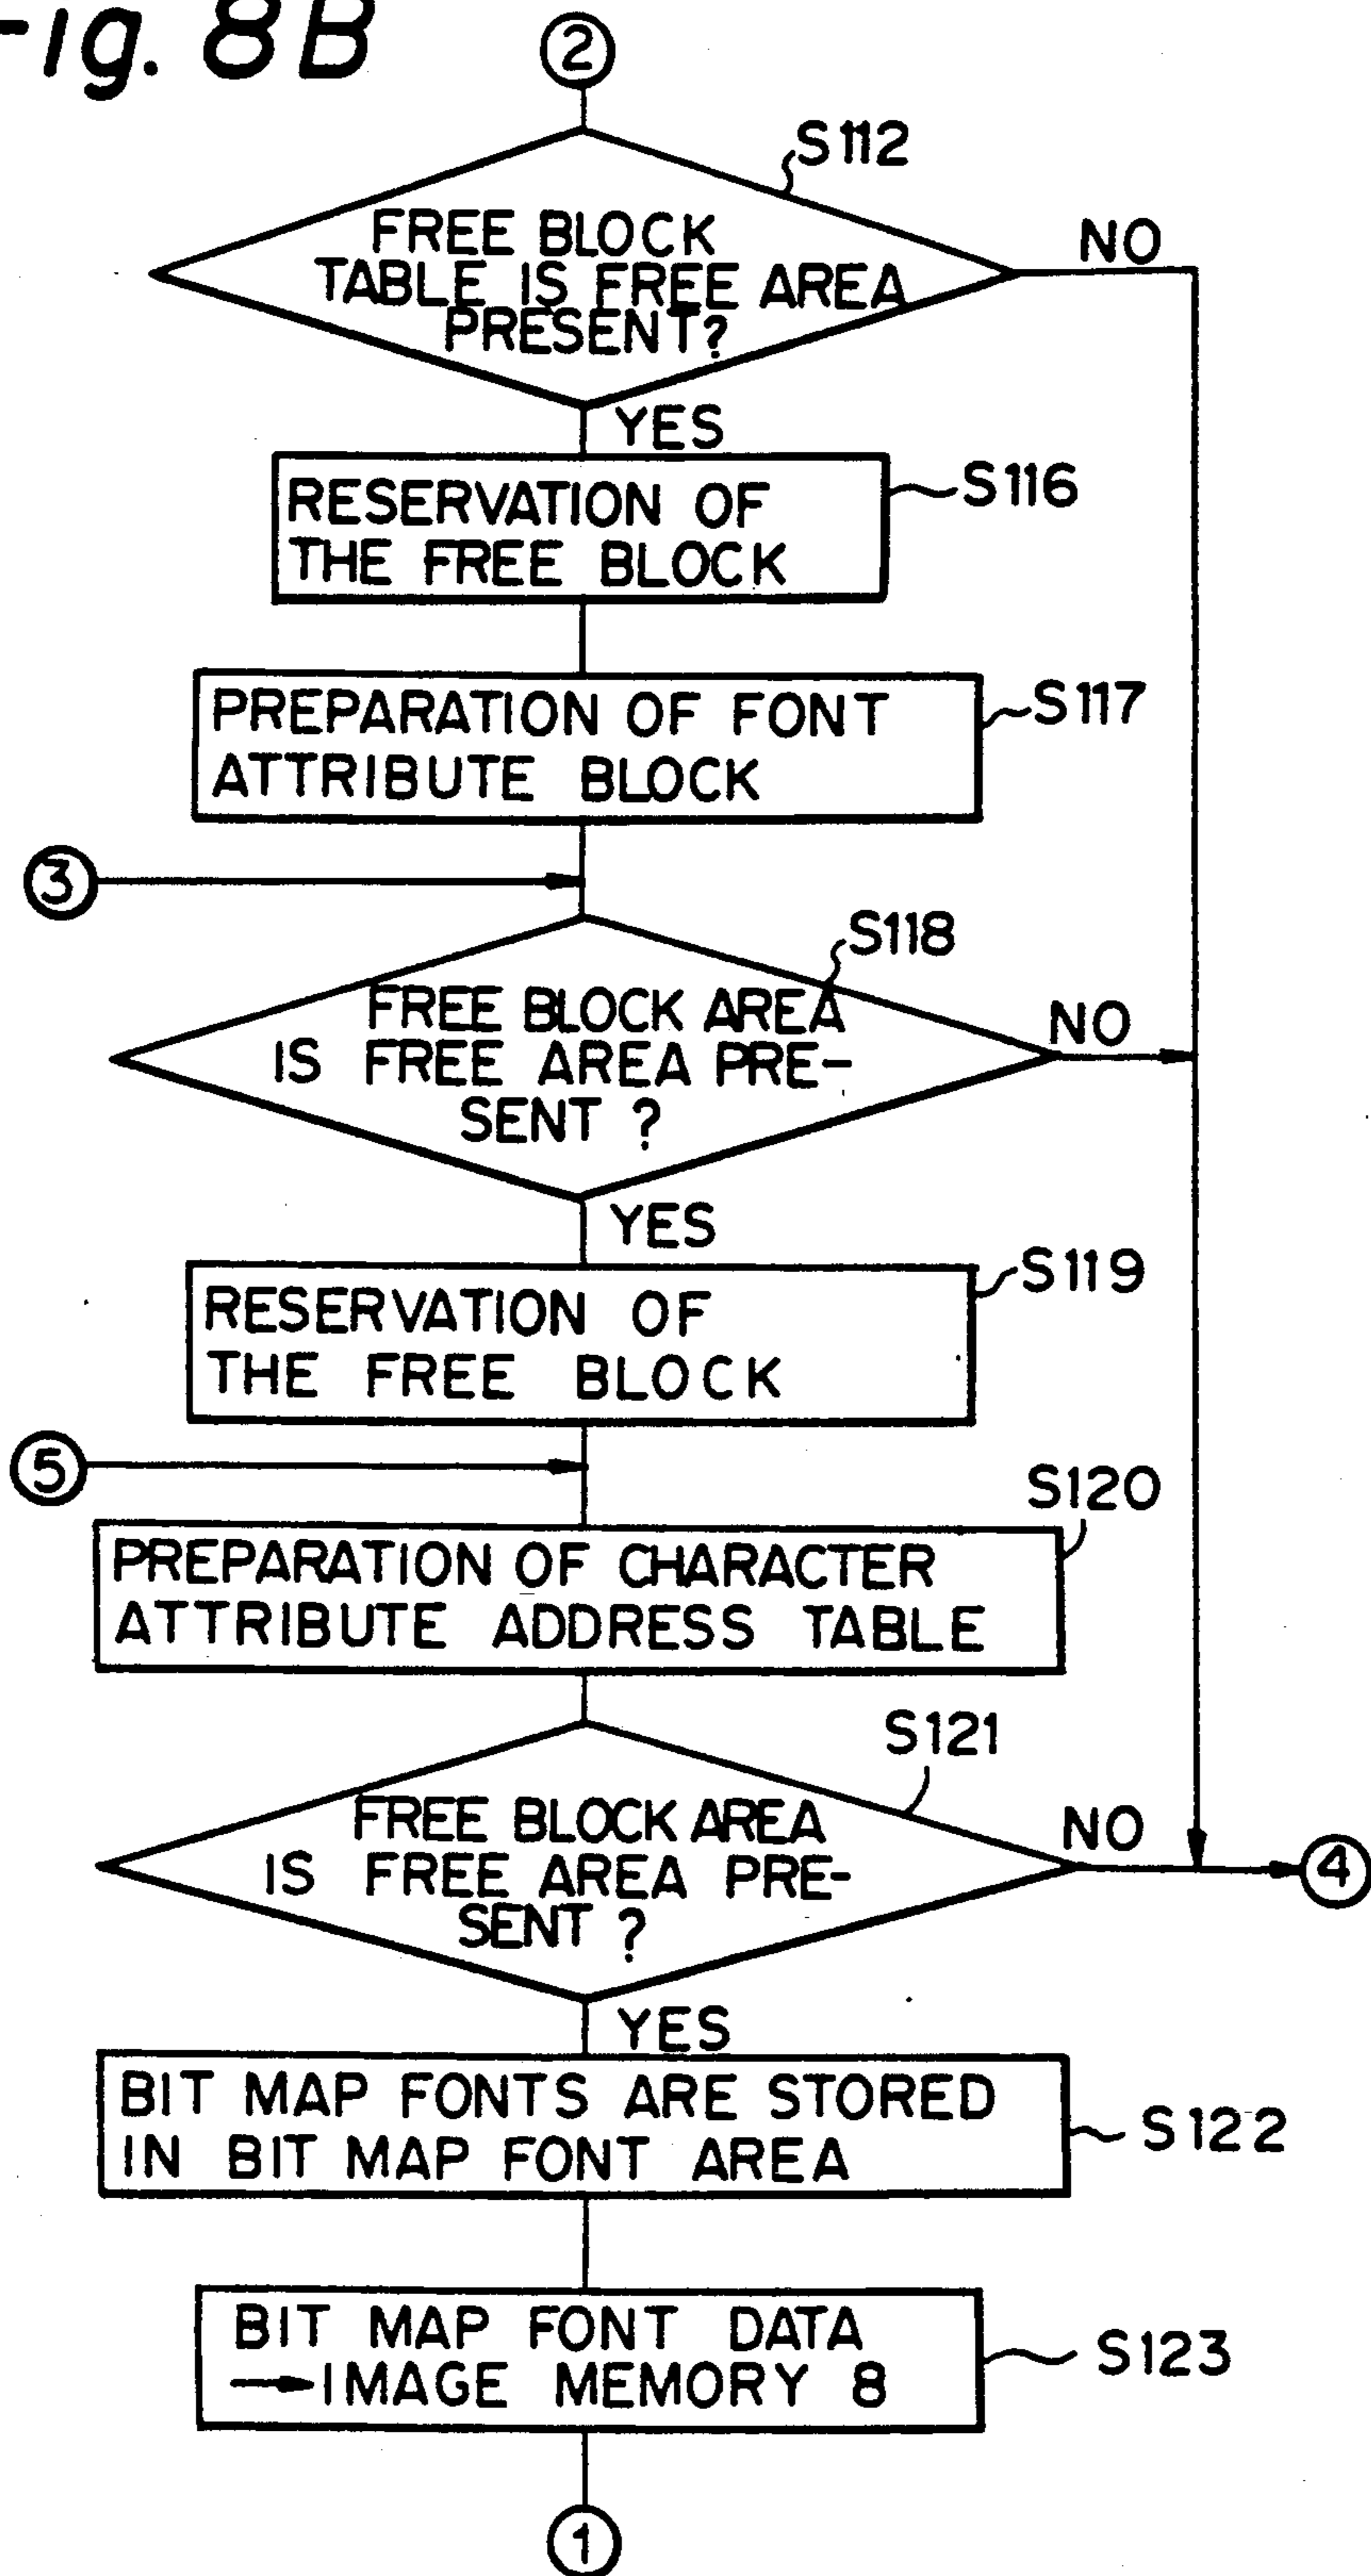 Fig. 8B
2
S112
FREE BLOCK
TABLE IS FREE AREA
PRESENT?
NO
YES
RESERVATION OF
THE FREE BLOCK
S116
PREPARATION OF FONT
ATTRIBUTE BLOCK
S117
3
S118
FREE BLOCK AREA
IS FREE AREA PRE-
SENT ?
NO
YES
RESERVATION OF
THE FREE BLOCK
S119
5
S120
PREPARATION OF CHARACTER
ATTRIBUTE ADDRESS TABLE
S121
FREE BLOCK AREA
IS FREE AREA PRE-
SENT ?
NO
4
YES
BIT MAP FONTS ARE STORED
IN BIT MAP FONT AREA
S122
BIT MAP FONT DATA
→IMAGE MEMORY 8
S123
1